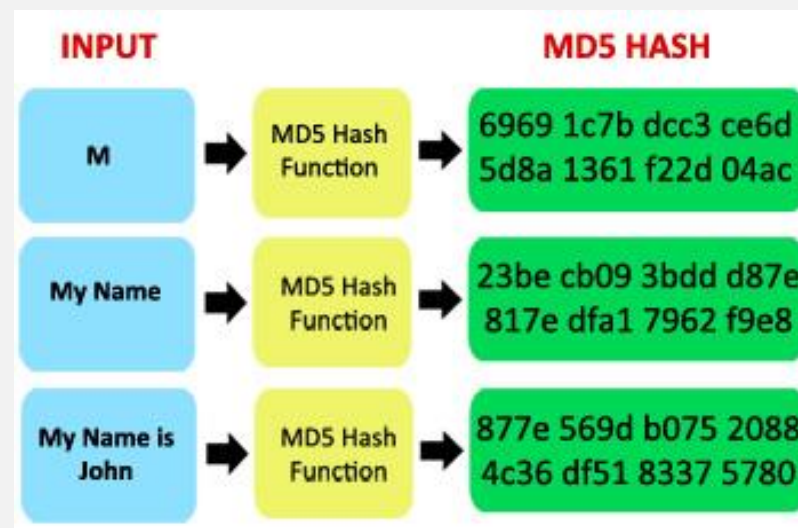 INPUT
MD5 HASH
M
MD5 Hash
Function
6969 1c7b dcc3 ce6d
5d8a 1361 f22d 04ac
My Name
MD5 Hash
Function
23be cb09 3bdd d87e
817e dfa1 7962 f9e8
My Name is
John
MD5 Hash
Function
877e 569d b075 2088
4c36 df51 8337 5780